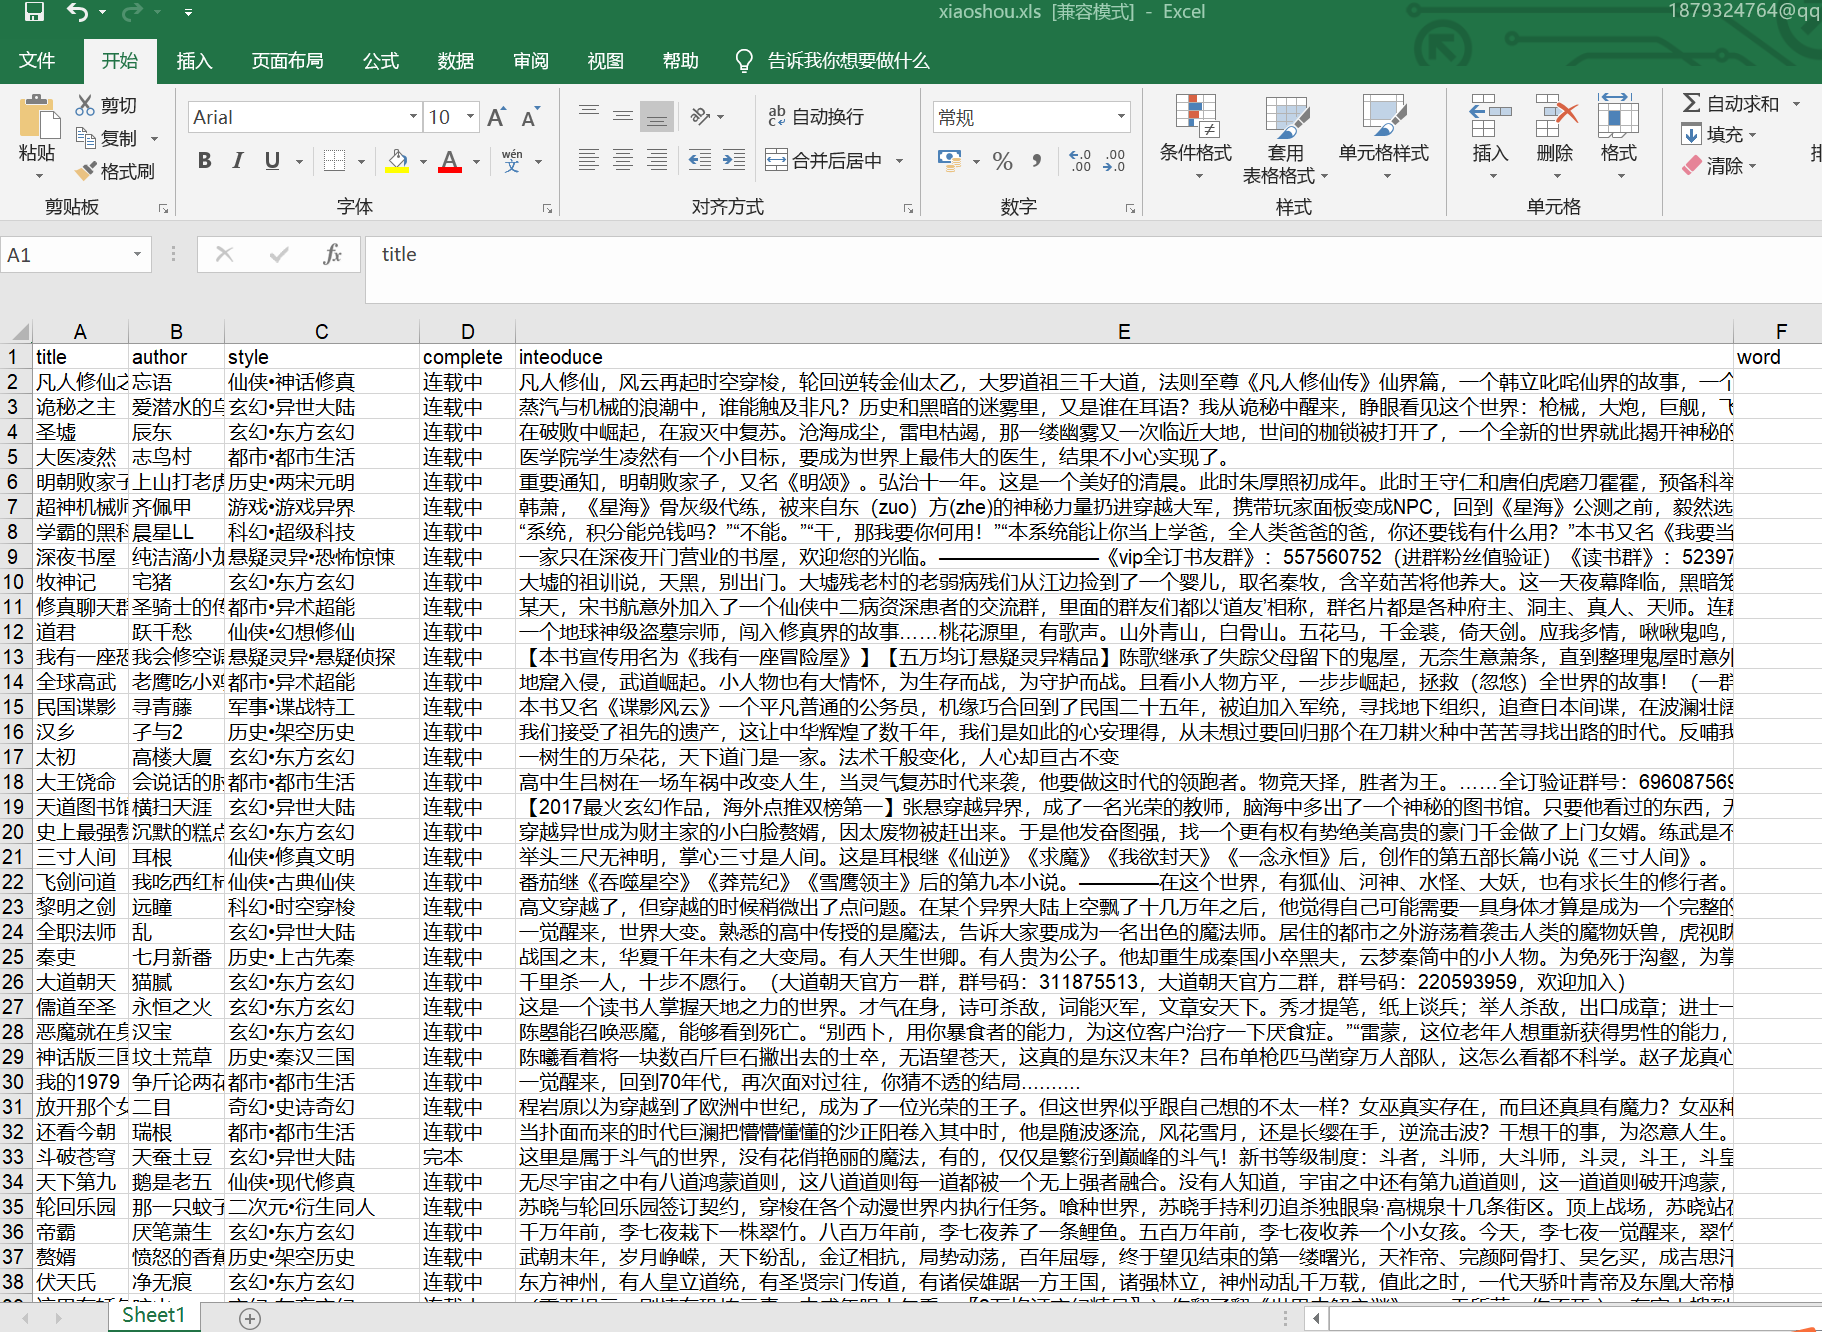 xiaoshou.xls [兼容模式] - Excel
1879324764@qq
文件 开始 插入 页面布局 公式 数据 审阅 视图 帮助 告诉我你想要做什么
粘贴 剪切 复制 格式刷 剪贴板
Arial 10 B I U A wén 文 字体
ab 自动换行 合并后居中 对齐方式
常规 % 数字
条件格式 套用表格格式 单元格样式 样式
插入 删除 格式 单元格
自动求和 填充 清除
A1 fx title
A B C D E F
1 title author style complete inteoduce word
2 凡人修仙之 忘语 仙侠•神话修真 连载中 凡人修仙，风云再起时空穿梭，轮回逆转金仙太乙，大罗道祖三千大道，法则至尊《凡人修仙传》仙界篇，一个韩立叱咤仙界的故事，一个
3 诡秘之主 爱潜水的乌 玄幻•异世大陆 连载中 蒸汽与机械的浪潮中，谁能触及非凡？历史和黑暗的迷雾里，又是谁在耳语？我从诡秘中醒来，睁眼看见这个世界：枪械，大炮，巨舰，飞
4 圣墟 辰东 玄幻•东方玄幻 连载中 在破败中崛起，在寂灭中复苏。沧海成尘，雷电枯竭，那一缕幽雾又一次临近大地，世间的枷锁被打开了，一个全新的世界就此揭开神秘的
5 大医凌然 志鸟村 都市•都市生活 连载中 医学院学生凌然有一个小目标，要成为世界上最伟大的医生，结果不小心实现了。
6 明朝败家子 上山打老虎 历史•两宋元明 连载中 重要通知，明朝败家子，又名《明颂》。弘治十一年。这是一个美好的清晨。此时朱厚照初成年。此时王守仁和唐伯虎磨刀霍霍，预备科举
7 超神机械师 齐佩甲 游戏•游戏异界 连载中 韩萧，《星海》骨灰级代练，被来自东（zuo）方(zhe)的神秘力量扔进穿越大军，携带玩家面板变成NPC，回到《星海》公测之前，毅然选
8 学霸的黑科 晨星LL 科幻•超级科技 连载中 “系统，积分能兑钱吗？”“不能。”“干，那我要你何用！”“本系统能让你当上学爸，全人类爸爸的爸，你还要钱有什么用？”本书又名《我要当
9 深夜书屋 纯洁滴小龙 悬疑灵异•恐怖惊悚 连载中 一家只在深夜开门营业的书屋，欢迎您的光临。————————《vip全订书友群》：557560752（进群粉丝值验证）《读书群》：52397
10 牧神记 宅猪 玄幻•东方玄幻 连载中 大墟的祖训说，天黑，别出门。大墟残老村的老弱病残们从江边捡到了一个婴儿，取名秦牧，含辛茹苦将他养大。这一天夜幕降临，黑暗笼
11 修真聊天群 圣骑士的传 都市•异术超能 连载中 某天，宋书航意外加入了一个仙侠中二病资深患者的交流群，里面的群友们都以‘道友’相称，群名片都是各种府主、洞主、真人、天师。连群
12 道君 跃千愁 仙侠•幻想修仙 连载中 一个地球神级盗墓宗师，闯入修真界的故事……桃花源里，有歌声。山外青山，白骨山。五花马，千金裘，倚天剑。应我多情，啾啾鬼鸣，
13 我有一座恐 我会修空调 悬疑灵异•悬疑侦探 连载中 【本书宣传用名为《我有一座冒险屋》】【五万均订悬疑灵异精品】陈歌继承了失踪父母留下的鬼屋，无奈生意萧条，直到整理鬼屋时意外
14 全球高武 老鹰吃小鸡 都市•异术超能 连载中 地窟入侵，武道崛起。小人物也有大情怀，为生存而战，为守护而战。且看小人物方平，一步步崛起，拯救（忽悠）全世界的故事！（一群
15 民国谍影 寻青藤 军事•谍战特工 连载中 本书又名《谍影风云》一个平凡普通的公务员，机缘巧合回到了民国二十五年，被迫加入军统，寻找地下组织，追查日本间谍，在波澜壮阔
16 汉乡 孑与2 历史•架空历史 连载中 我们接受了祖先的遗产，这让中华辉煌了数千年，我们是如此的心安理得，从未想过要回归那个在刀耕火种中苦苦寻找出路的时代。反哺我
17 太初 高楼大厦 玄幻•东方玄幻 连载中 一树生的万朵花，天下道门是一家。法术千般变化，人心却亘古不变
18 大王饶命 会说话的肘 都市•都市生活 连载中 高中生吕树在一场车祸中改变人生，当灵气复苏时代来袭，他要做这时代的领跑者。物竞天择，胜者为王。……全订验证群号：696087569
19 天道图书馆 横扫天涯 玄幻•异世大陆 连载中 【2017最火玄幻作品，海外点推双榜第一】张悬穿越异界，成了一名光荣的教师，脑海中多出了一个神秘的图书馆。只要他看过的东西，无
20 史上最强赘 沉默的糕点 玄幻•东方玄幻 连载中 穿越异世成为财主家的小白脸赘婿，因太废物被赶出来。于是他发奋图强，找一个更有权有势绝美高贵的豪门千金做了上门女婿。练武是不
21 三寸人间 耳根 仙侠•修真文明 连载中 举头三尺无神明，掌心三寸是人间。这是耳根继《仙逆》《求魔》《我欲封天》《一念永恒》后，创作的第五部长篇小说《三寸人间》。
22 飞剑问道 我吃西红柿 仙侠•古典仙侠 连载中 番茄继《吞噬星空》《莽荒纪》《雪鹰领主》后的第九本小说。————在这个世界，有狐仙、河神、水怪、大妖，也有求长生的修行者。
23 黎明之剑 远瞳 科幻•时空穿梭 连载中 高文穿越了，但穿越的时候稍微出了点问题。在某个异界大陆上空飘了十几万年之后，他觉得自己可能需要一具身体才算是成为一个完整的
24 全职法师 乱 玄幻•异世大陆 连载中 一觉醒来，世界大变。熟悉的高中传授的是魔法，告诉大家要成为一名出色的魔法师。居住的都市之外游荡着袭击人类的魔物妖兽，虎视眈
25 秦吏 七月新番 历史•上古先秦 连载中 战国之末，华夏千年未有之大变局。有人天生世卿。有人贵为公子。他却重生成秦国小卒黑夫，云梦秦简中的小人物。为免死于沟壑，为掌
26 大道朝天 猫腻 玄幻•东方玄幻 连载中 千里杀一人，十步不愿行。（大道朝天官方一群，群号码：311875513，大道朝天官方二群，群号码：220593959，欢迎加入）
27 儒道至圣 永恒之火 玄幻•东方玄幻 连载中 这是一个读书人掌握天地之力的世界。才气在身，诗可杀敌，词能灭军，文章安天下。秀才提笔，纸上谈兵；举人杀敌，出口成章；进士一
28 恶魔就在身 汉宝 玄幻•东方玄幻 连载中 陈曌能召唤恶魔，能够看到死亡。“别西卜，用你暴食者的能力，为这位客户治疗一下厌食症。”“雷蒙，这位老年人想重新获得男性的能力，
29 神话版三国 坟土荒草 历史•秦汉三国 连载中 陈曦看着将一块数百斤巨石撇出去的士卒，无语望苍天，这真的是东汉末年？吕布单枪匹马凿穿万人部队，这怎么看都不科学。赵子龙真心
30 我的1979 争斤论两花 都市•都市生活 连载中 一觉醒来，回到70年代，再次面对过往，你猜不透的结局.........
31 放开那个女 二目 奇幻•史诗奇幻 连载中 程岩原以为穿越到了欧洲中世纪，成为了一位光荣的王子。但这世界似乎跟自己想的不太一样？女巫真实存在，而且还真具有魔力？女巫种
32 还看今朝 瑞根 都市•都市生活 连载中 当扑面而来的时代巨澜把懵懵懂懂的沙正阳卷入其中时，他是随波逐流，风花雪月，还是长缨在手，逆流击波？干想干的事，为恣意人生。
33 斗破苍穹 天蚕土豆 玄幻•异世大陆 完本 这里是属于斗气的世界，没有花俏艳丽的魔法，有的，仅仅是繁衍到巅峰的斗气！新书等级制度：斗者，斗师，大斗师，斗灵，斗王，斗皇
34 天下第九 鹅是老五 仙侠•现代修真 连载中 无尽宇宙之中有八道鸿蒙道则，这八道道则每一道都被一个无上强者融合。没有人知道，宇宙之中还有第九道道则，这一道道则破开鸿蒙，
35 轮回乐园 那一只蚊子 二次元•衍生同人 连载中 苏晓与轮回乐园签订契约，穿梭在各个动漫世界内执行任务。喰种世界，苏晓手持利刃追杀独眼枭·高槻泉十几条街区。顶上战场，苏晓站在
36 帝霸 厌笔萧生 玄幻•东方玄幻 连载中 千万年前，李七夜栽下一株翠竹。八百万年前，李七夜养了一条鲤鱼。五百万年前，李七夜收养一个小女孩。今天，李七夜一觉醒来，翠竹
37 赘婿 愤怒的香蕉 历史•架空历史 连载中 武朝末年，岁月峥嵘，天下纷乱，金辽相抗，局势动荡，百年屈辱，终于望见结束的第一缕曙光，天祚帝、完颜阿骨打、吴乞买，成吉思汗
38 伏天氏 净无痕 玄幻•东方玄幻 连载中 东方神州，有人皇立道统，有圣贤宗门传道，有诸侯雄踞一方王国，诸强林立，神州动乱千万载，值此之时，一代天骄叶青帝及东凰大帝横
Sheet1